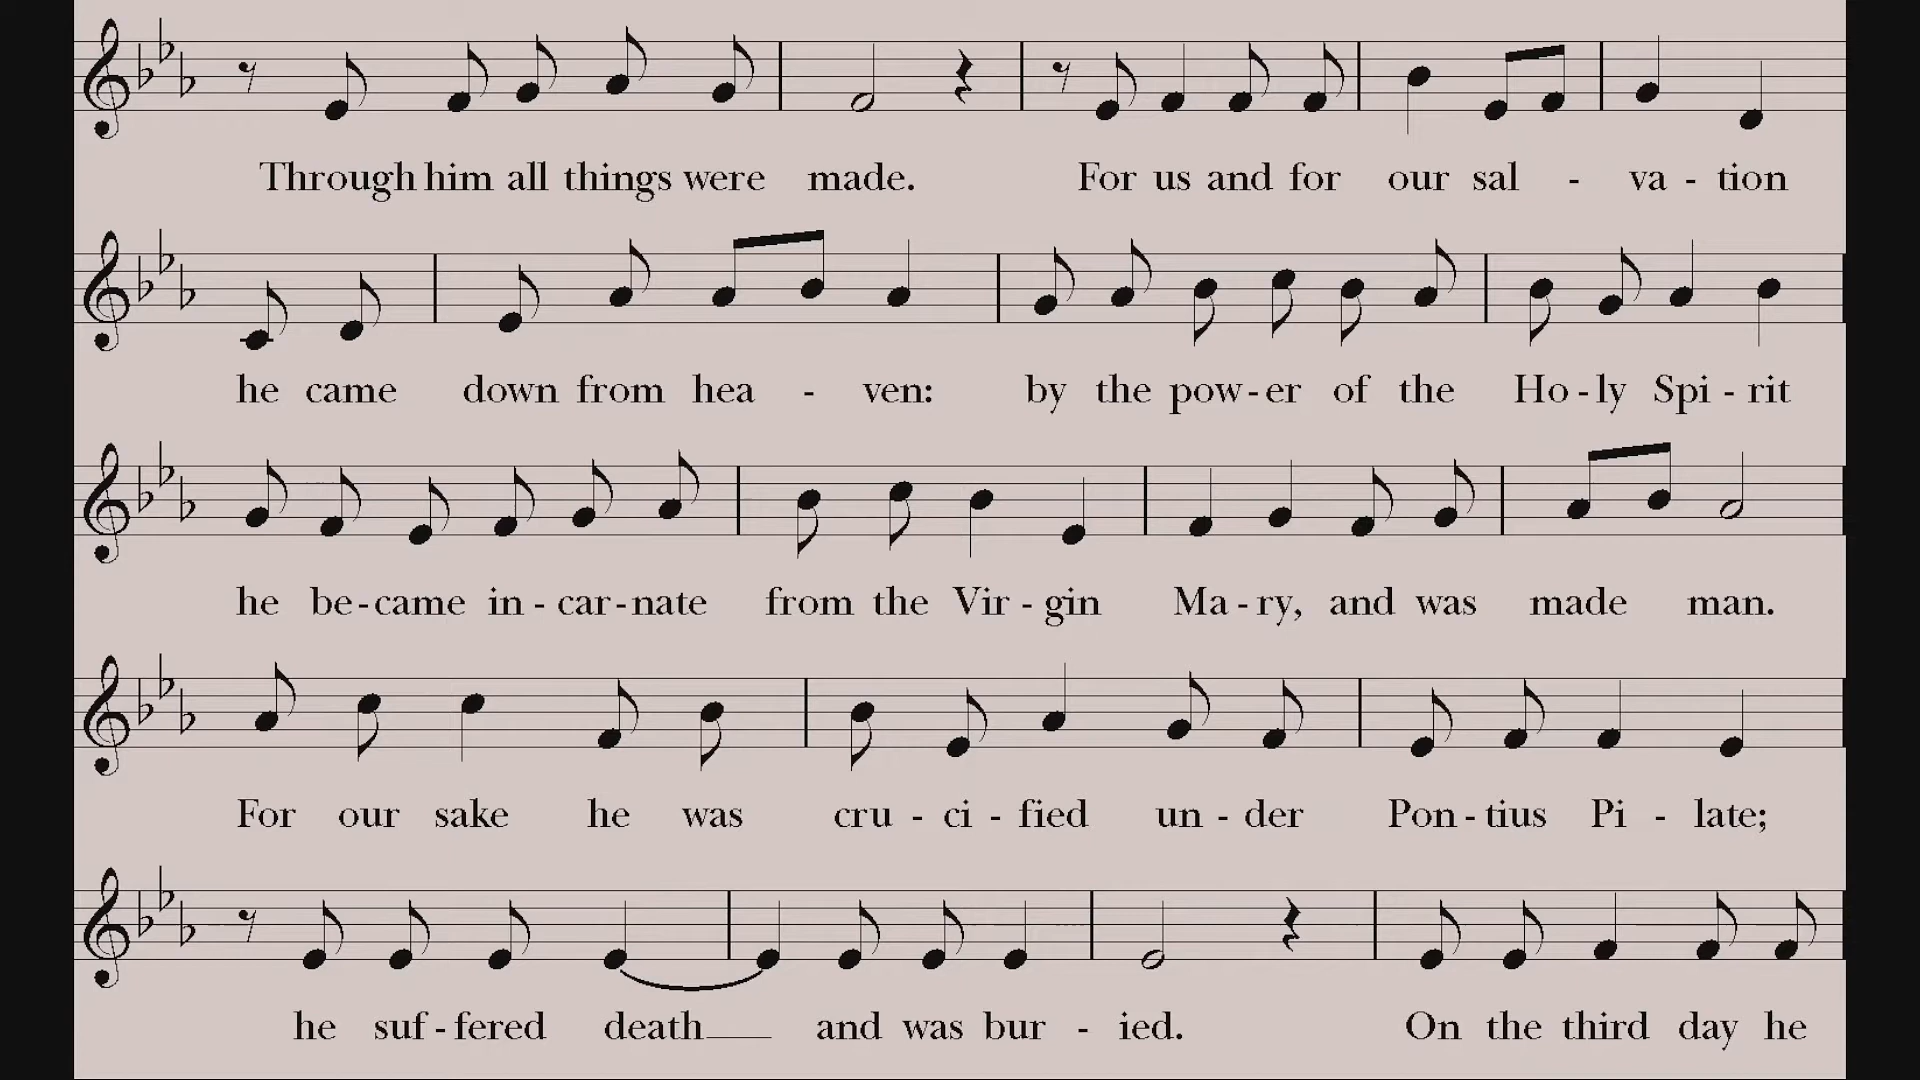 Through him all things were made. For us and for our sal - va - tion
he came down from hea - ven: by the pow - er of the Ho - ly Spi - rit
he be - came in - car - nate from the Vir - gin Ma - ry, and was made man.
For our sake he was cru - ci - fied un - der Pon - tius Pi - late;
he suf - fered death and was bur - ied. On the third day he